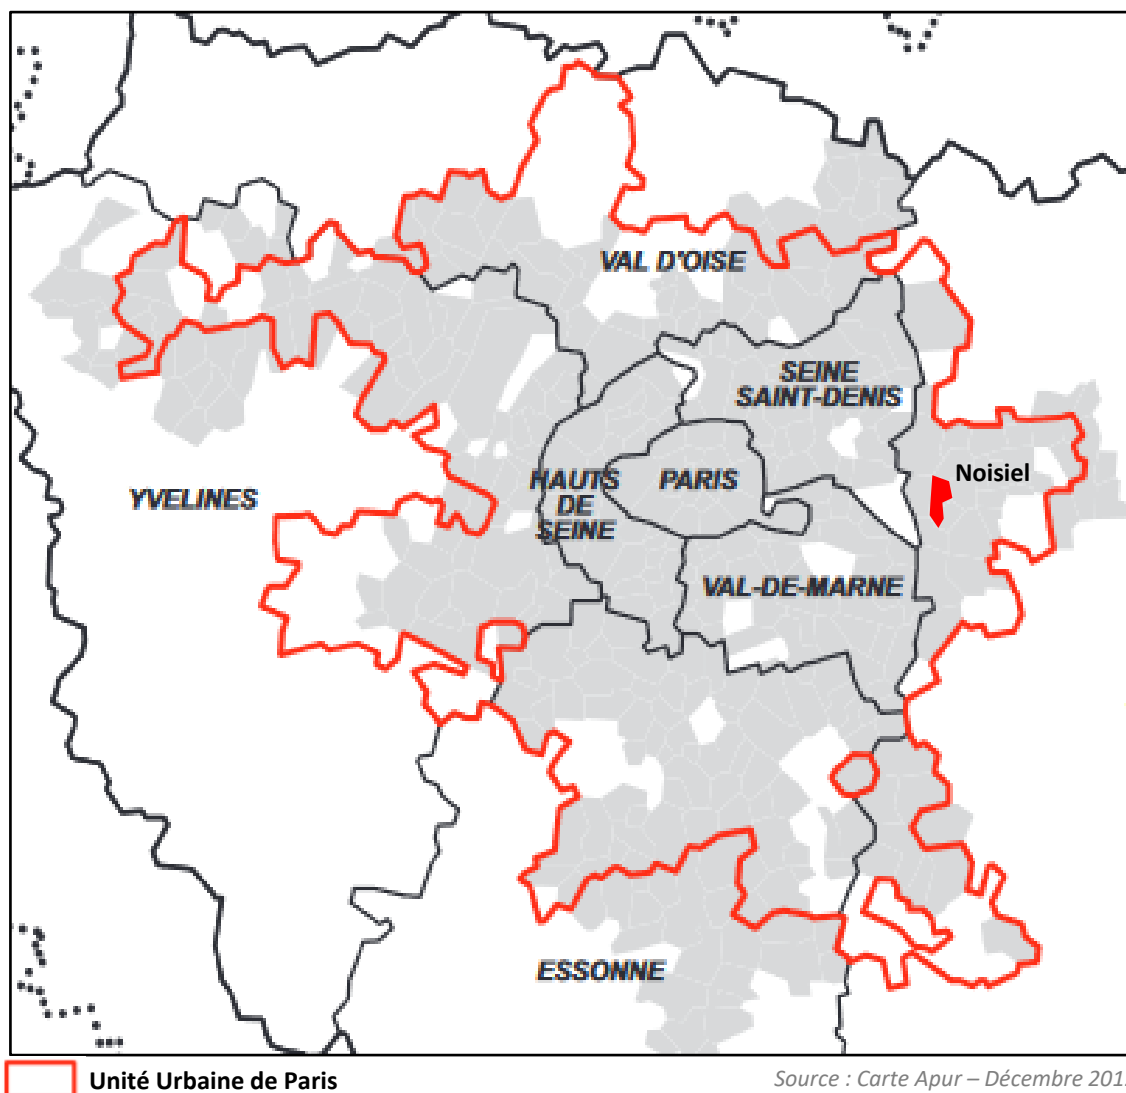 VAL D'OISE
SEINE
SAINT-DENIS
Noisiel
HAUTS
DE
SEINE
PARIS
YVELINES
VAL-DE-MARNE
ESSONNE
Unité Urbaine de Paris
Source : Carte Apur – Décembre